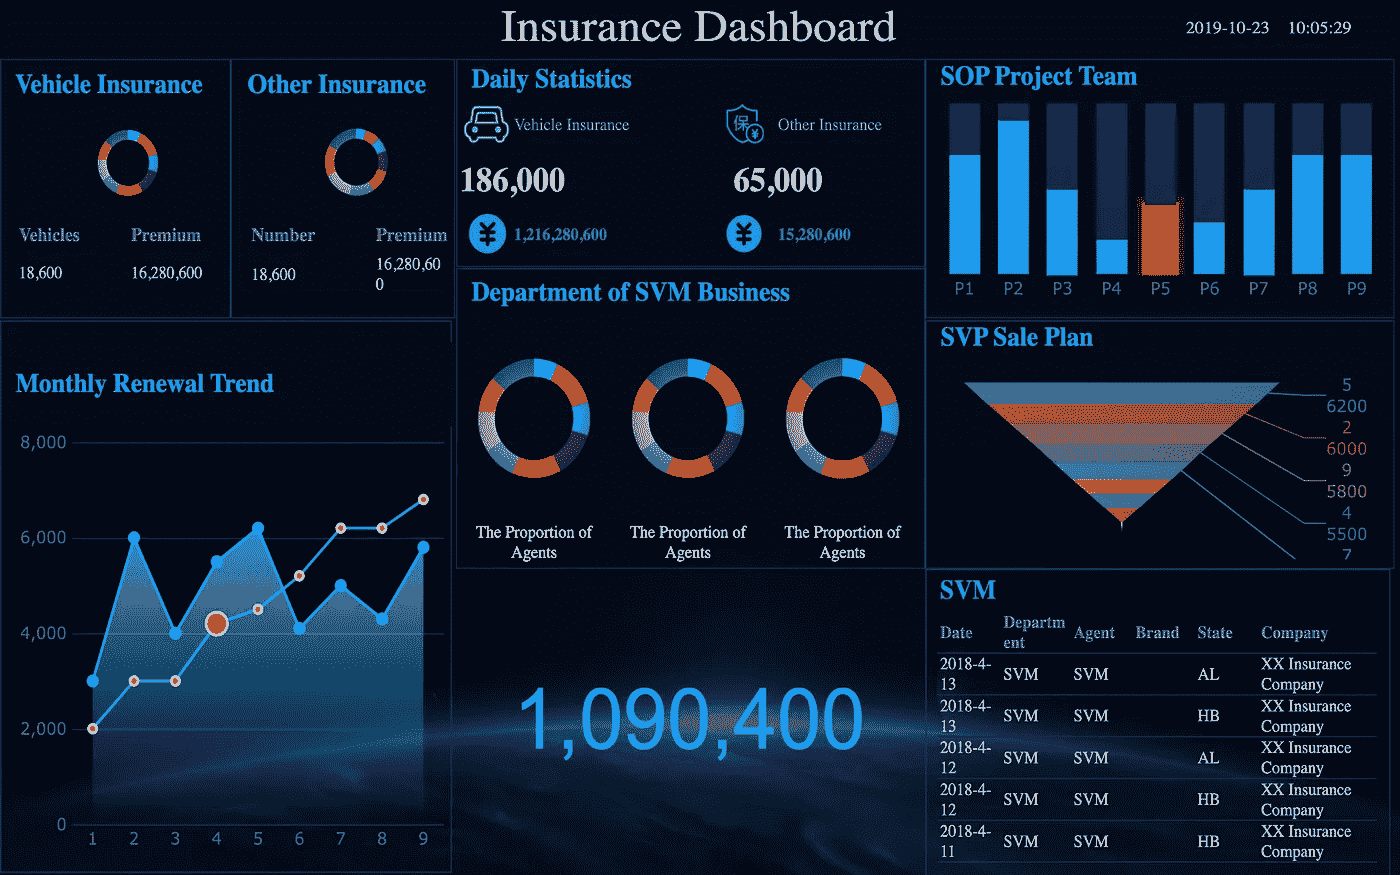 Insurance Dashboard
2019-10-23 10:05:29
Vehicle Insurance
Vehicles Premium
18,600 16,280,600
Other Insurance
Number Premium
18,600 16,280,60
0
Daily Statistics
Vehicle Insurance
186,000
¥ 1,216,280,600
保 ¥ Other Insurance
65,000
¥ 15,280,600
SOP Project Team
P1 P2 P3 P4 P5 P6 P7 P8 P9
Monthly Renewal Trend
8,000
6,000
4,000
2,000
0
1 2 3 4 5 6 7 8 9
Department of SVM Business
The Proportion of
Agents
The Proportion of
Agents
The Proportion of
Agents
1,090,400
SVP Sale Plan
5
6200
2
6000
9
5800
4
5500
7
SVM
Date Departm
ent Agent Brand State Company
2018-4-
13 SVM SVM AL XX Insurance
Company
2018-4-
13 SVM SVM HB XX Insurance
Company
2018-4-
12 SVM SVM AL XX Insurance
Company
2018-4-
12 SVM SVM HB XX Insurance
Company
2018-4-
11 SVM SVM HB XX Insurance
Company